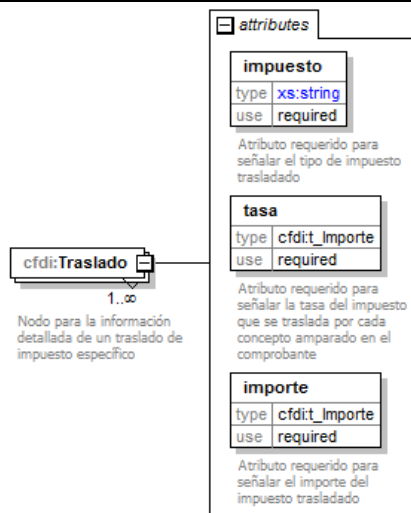 attributes
impuesto
type xs:string
use required
Atributo requerido para
señalar el tipo de impuesto
trasladado
tasa
type cfdi:t_Importe
use required
Atributo requerido para
señalar la tasa del impuesto
que se traslada por cada
concepto amparado en el
comprobante
cfdi:Traslado
1..∞
Nodo para la información
detallada de un traslado de
impuesto específico
importe
type cfdi:t_Importe
use required
Atributo requerido para
señalar el importe del
impuesto trasladado